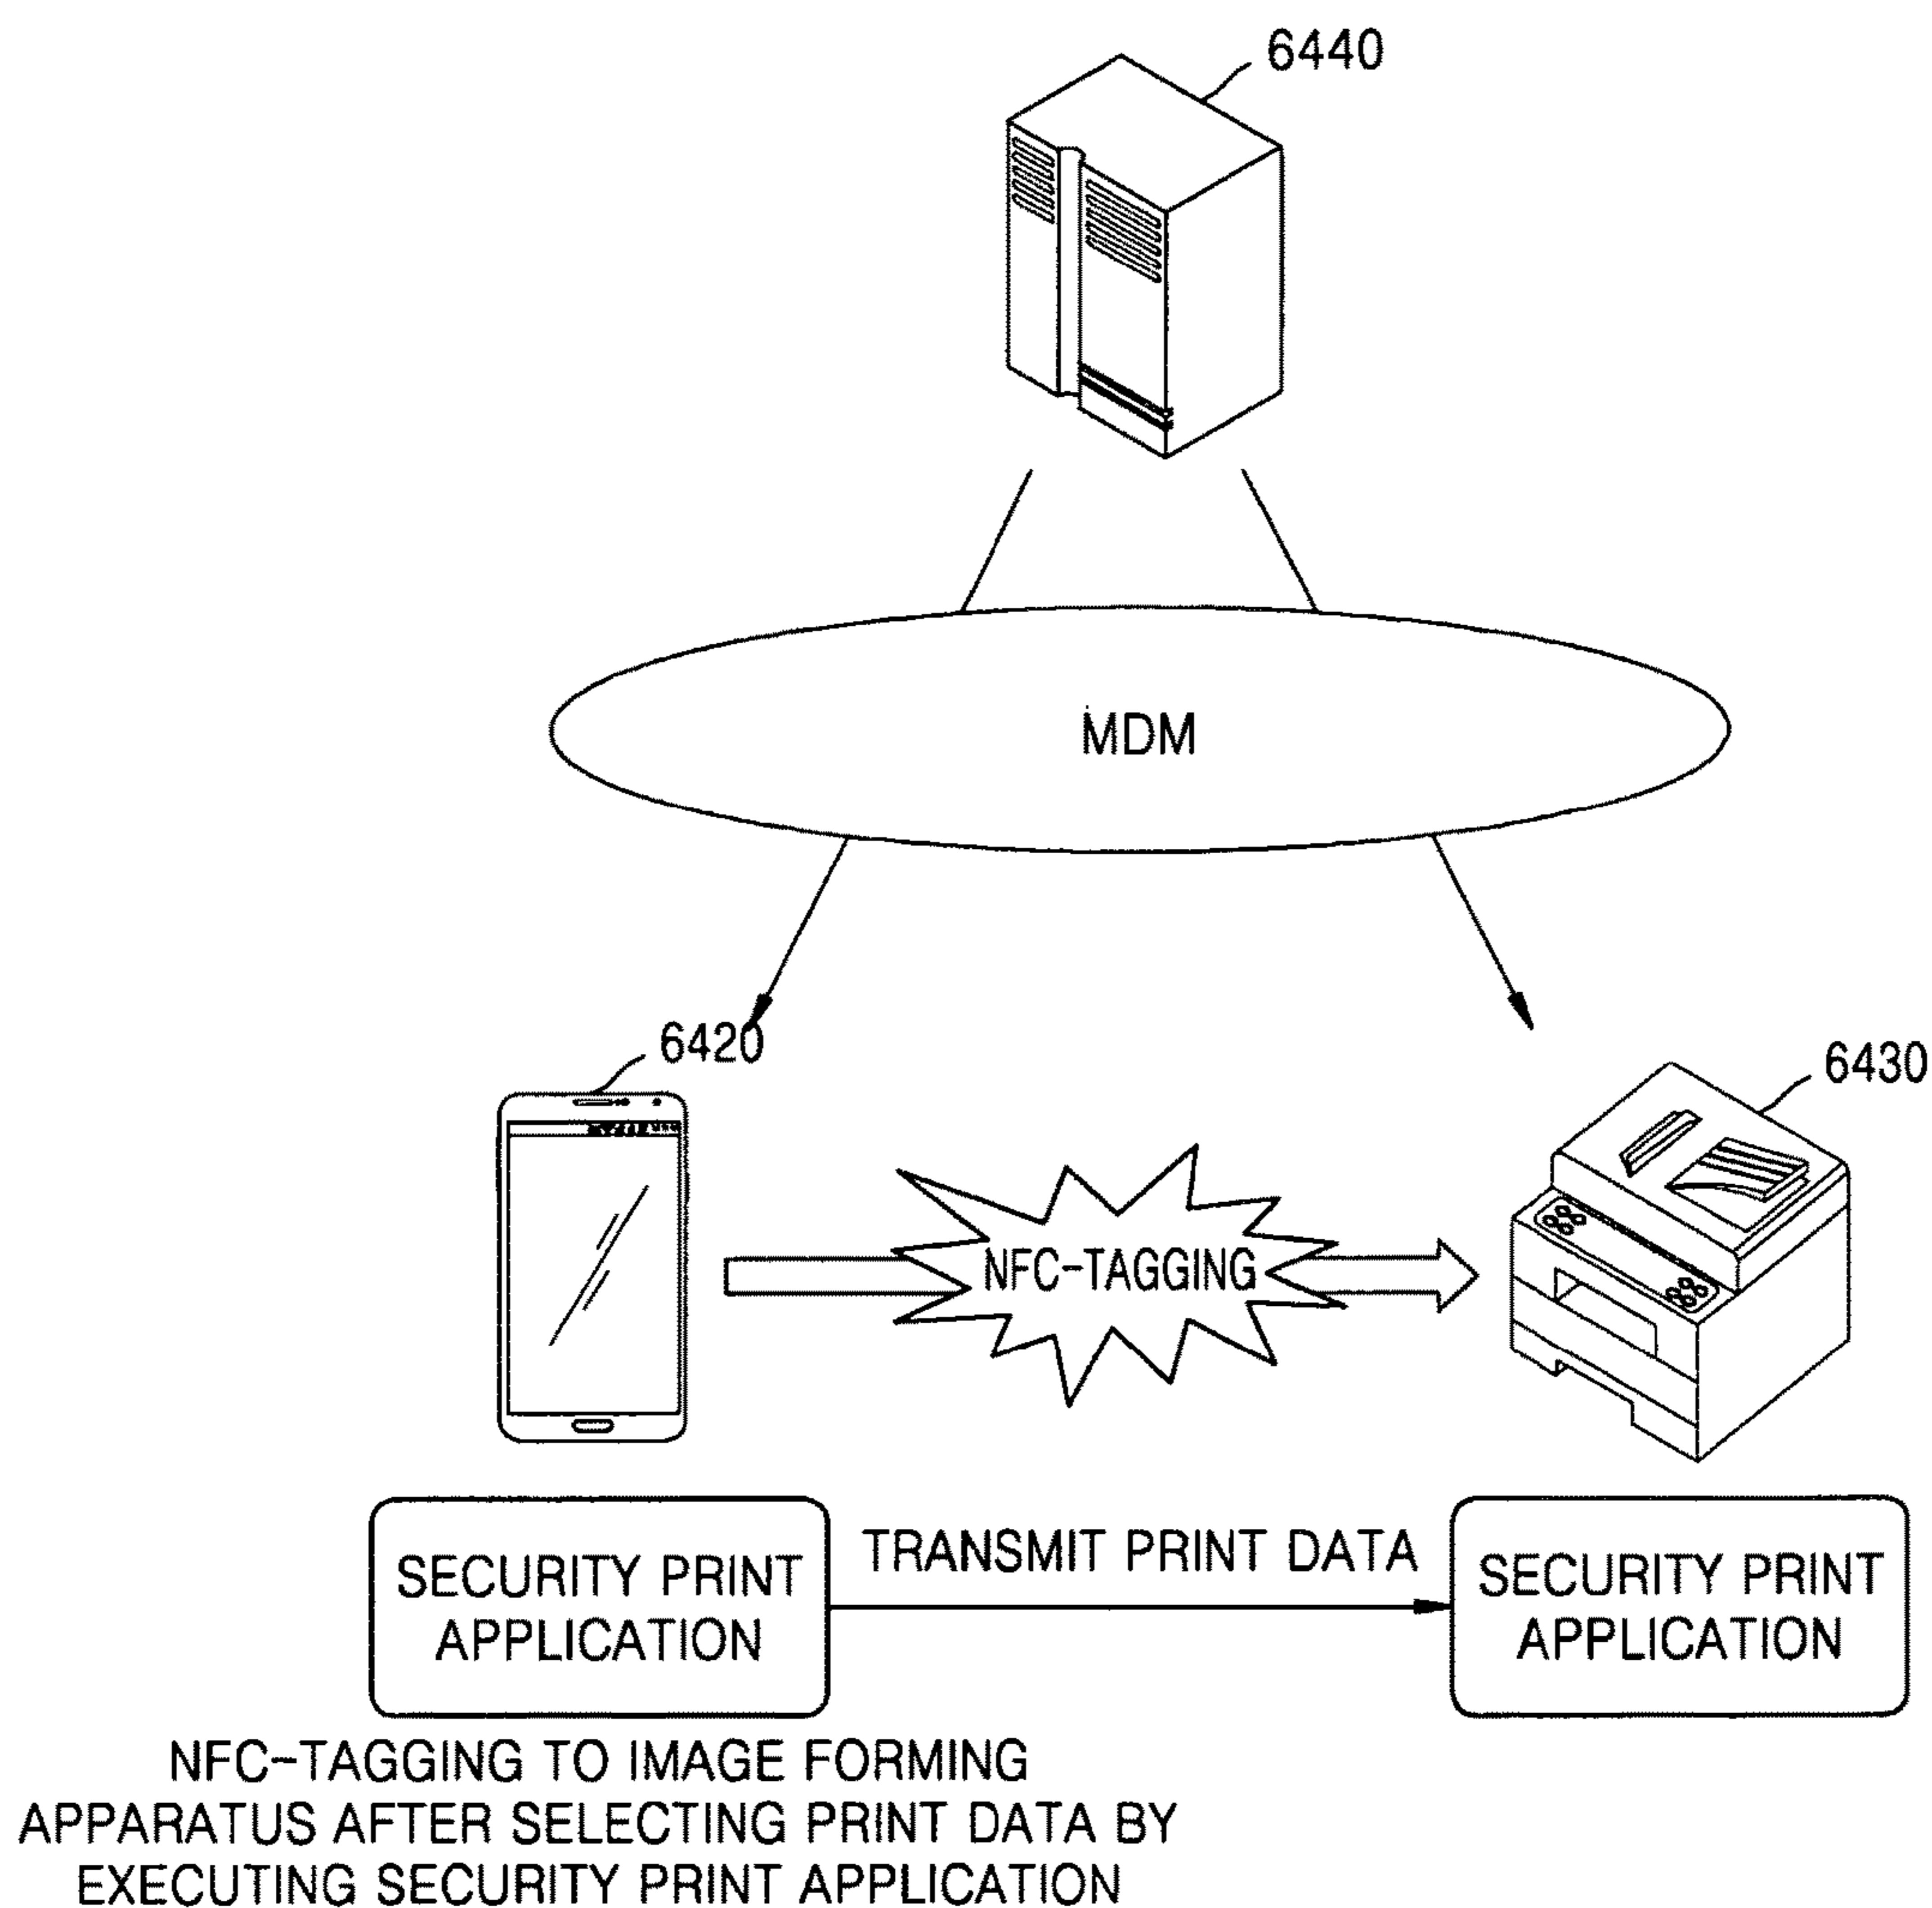 6440
MDM
6420
6430
NFC-TAGGING
SECURITY PRINT
APPLICATION
TRANSMIT PRINT DATA
SECURITY PRINT
APPLICATION
NFC-TAGGING TO IMAGE FORMING
APPARATUS AFTER SELECTING PRINT DATA BY
EXECUTING SECURITY PRINT APPLICATION